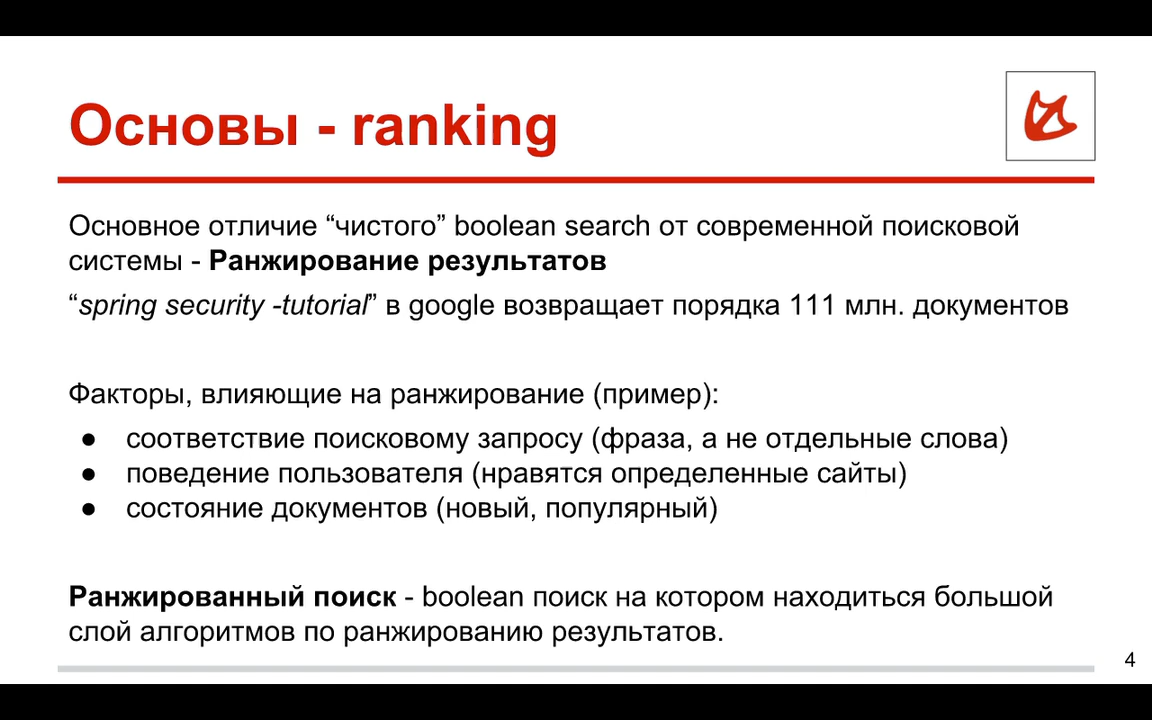 Основы - ranking
Основное отличие “чистого” boolean search от современной поисковой
системы - Ранжирование результатов
“spring security -tutorial” в google возвращает порядка 111 млн. документов
Факторы, влияющие на ранжирование (пример):
● соответствие поисковому запросу (фраза, а не отдельные слова)
● поведение пользователя (нравятся определенные сайты)
● состояние документов (новый, популярный)
Ранжированный поиск - boolean поиск на котором находиться большой
слой алгоритмов по ранжированию результатов.
4